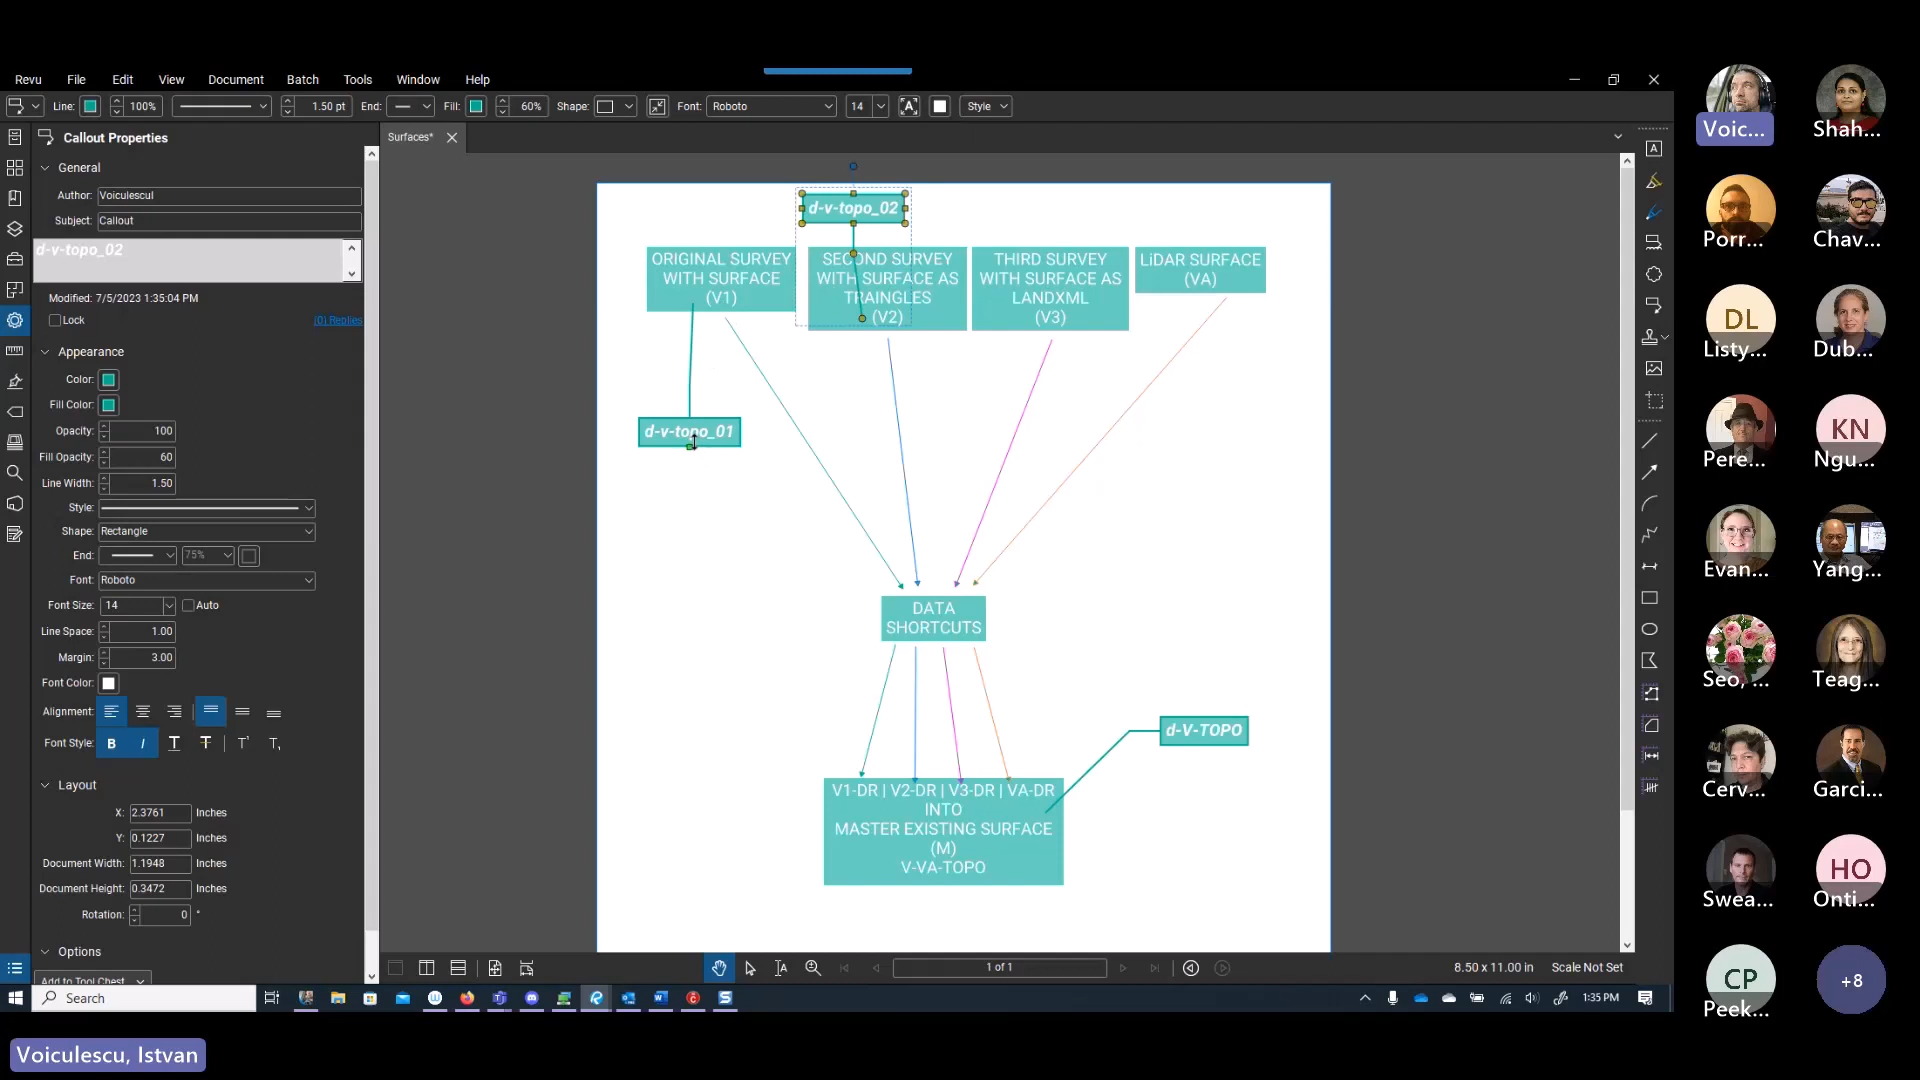 Revu File Edit View Document Batch Tools Window Help
Line: 100% 1.50 pt End: Fill: 60% Shape: Font: Roboto 14 A Style
Callout Properties
General
Author: Voiculescul
Subject: Callout
d-v-topo_02
Modified: 7/5/2023 1:35:04 PM
Lock
(0) Replies
Appearance
Color:
Fill Color:
Opacity: 100
Fill Opacity: 60
Line Width: 1.50
Style:
Shape: Rectangle
End: 75%
Font: Roboto
Font Size: 14 Auto
Line Space: 1.00
Margin: 3.00
Font Color:
Alignment:
Font Style: B I T T T' T,
Layout
X: 2.3761 Inches
Y: 0.1227 Inches
Document Width: 1.1948 Inches
Document Height: 0.3472 Inches
Rotation: 0 °
Options
Add to Tool Chest
Surfaces*
d-v-topo_02
ORIGINAL SURVEY
WITH SURFACE
(V1)
SECOND SURVEY
WITH SURFACE AS
TRAINGLES
(V2)
THIRD SURVEY
WITH SURFACE AS
LANDXML
(V3)
LiDAR SURFACE
(VA)
d-v-topo_01
DATA
SHORTCUTS
d-V-TOPO
V1-DR | V2-DR | V3-DR | VA-DR
INTO
MASTER EXISTING SURFACE
(M)
V-VA-TOPO
1 of 1
8.50 x 11.00 in Scale Not Set
Search
1:35 PM
Voic...
Shah...
Porr...
Chav...
DL
Listy...
Dub...
Pere...
KN
Ngu...
Evan...
Yang...
Seo, ...
Teag...
Cerv...
Garci...
Swea...
HO
Onti...
CP
Peek...
+8
Voiculescu, Istvan